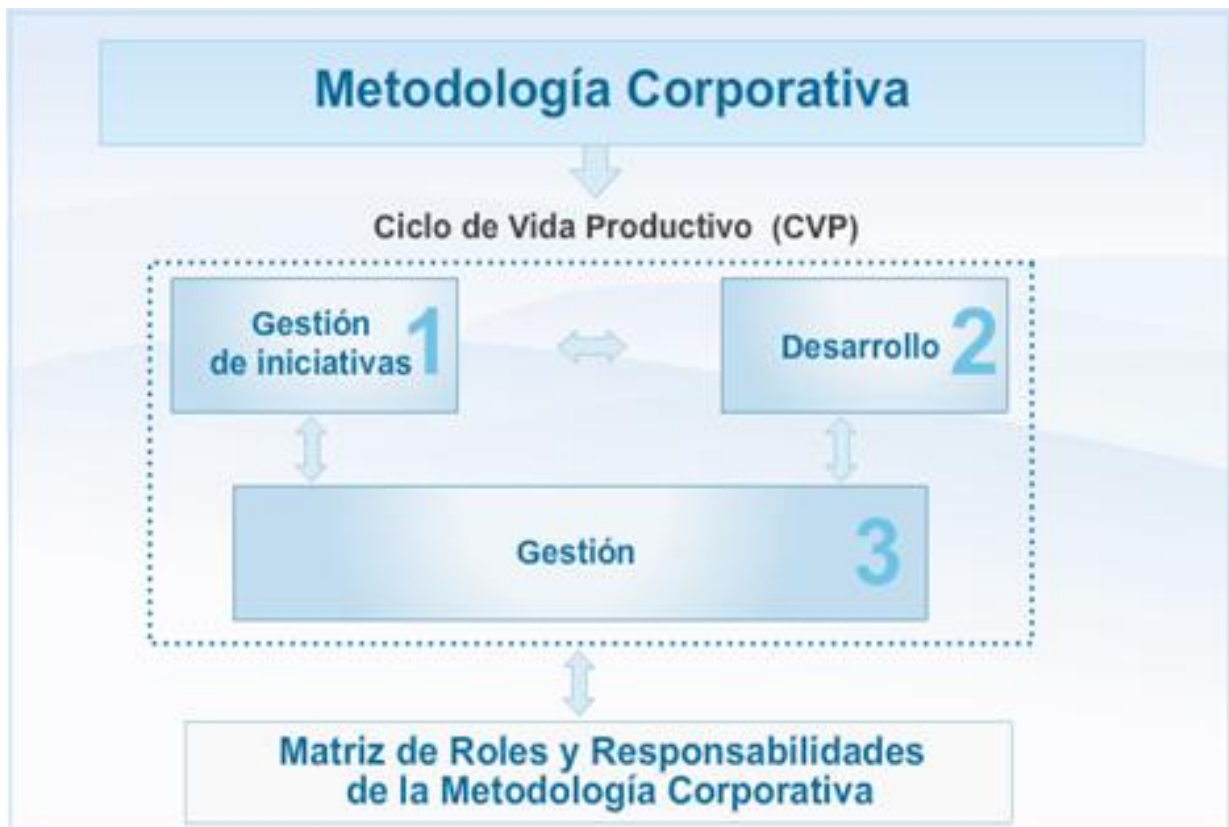 Metodología Corporativa
Ciclo de Vida Productivo (CVP)
Gestión
de iniciativas
1
Desarrollo
2
Gestión
3
Matriz de Roles y Responsabilidades
de la Metodología Corporativa